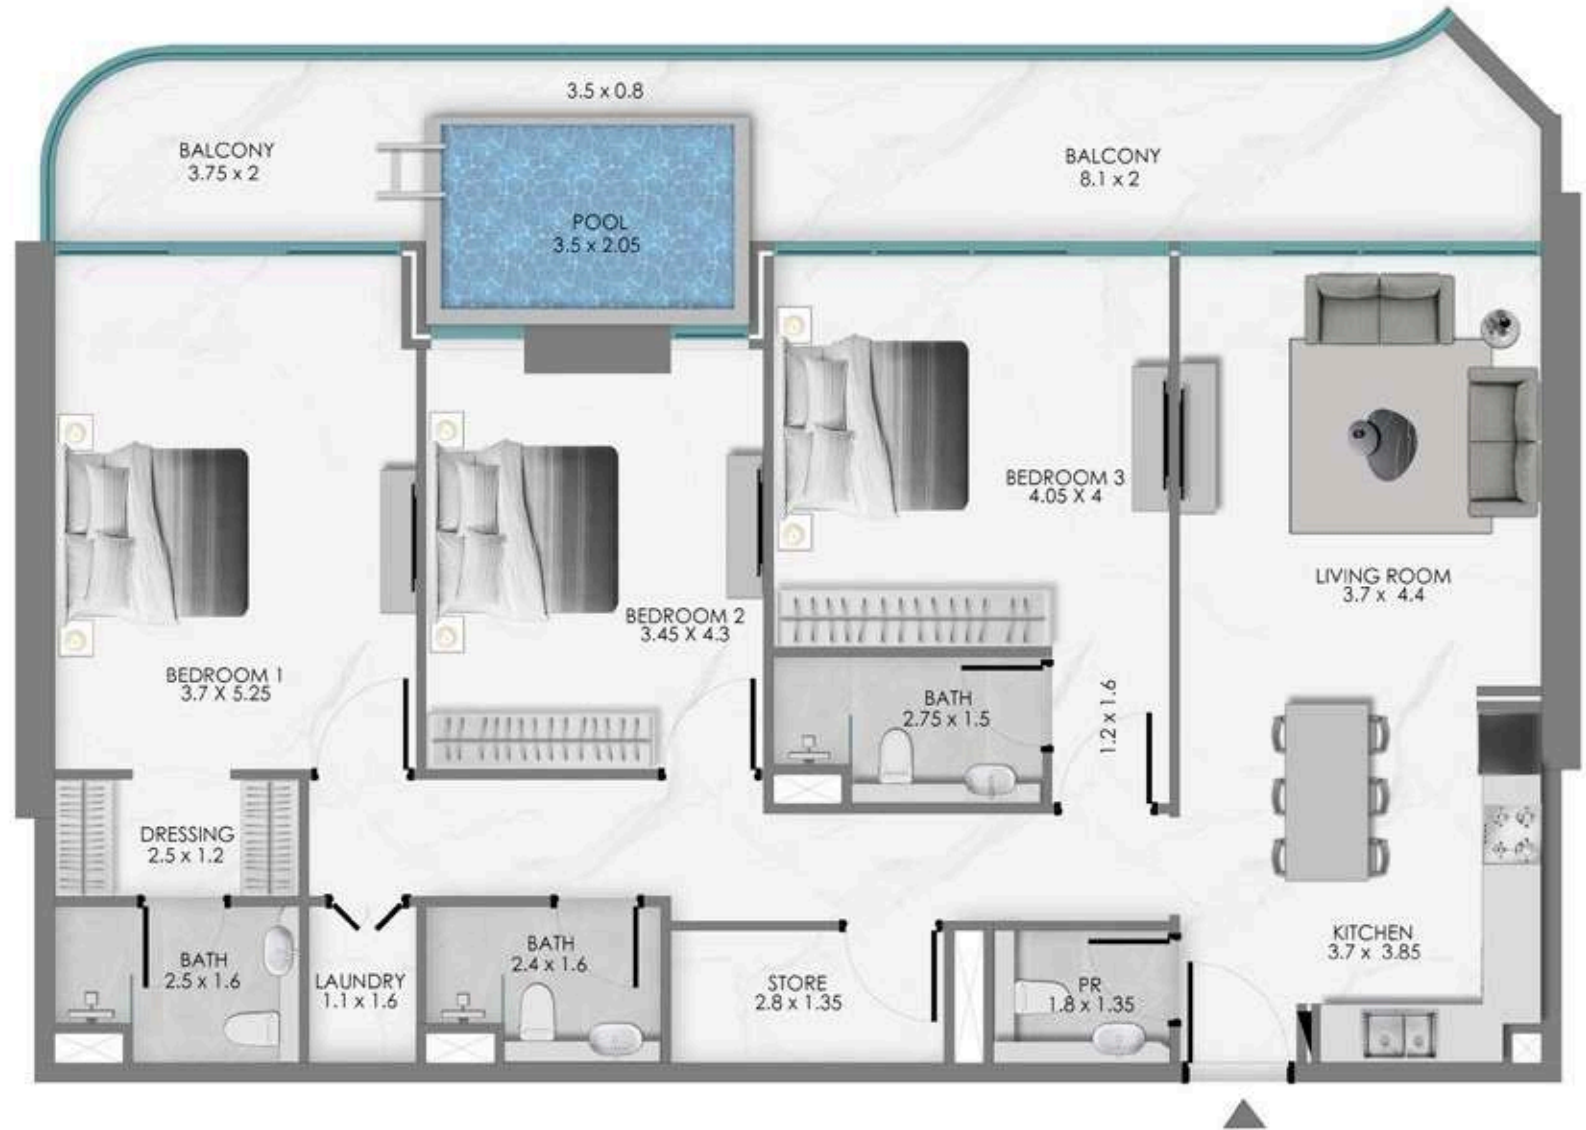 3.5 x 0.8
BALCONY
3.75 x 2
BALCONY
8.1 x 2
POOL
3.5 x 2.05
BEDROOM 3
4.05 X 4
LIVING ROOM
3.7 x 4.4
BEDROOM 2
3.45 X 4.3
BEDROOM 1
3.7 X 5.25
BATH
2.75 x 1.5
1.2 x 1.6
DRESSING
2.5 x 1.2
KITCHEN
3.7 x 3.85
BATH
2.5 x 1.6
LAUNDRY
1.1 x 1.6
BATH
2.4 x 1.6
STORE
2.8 x 1.35
PR
1.8 x 1.35